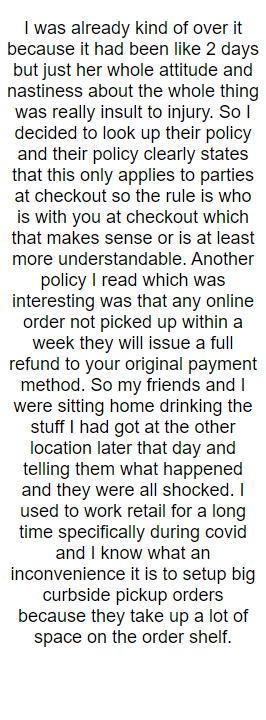 I was already kind of over it
because it had been like 2 days
but just her whole attitude and
nastiness about the whole thing
was really insult to injury. So I
decided to look up their policy
and their policy clearly states
that this only applies to parties
at checkout so the rule is who
is with you at checkout which
that makes sense or is at least
more understandable. Another
policy I read which was
interesting was that any online
order not picked up within a
week they will issue a full
refund to your original payment
method. So my friends and I
were sitting home drinking the
stuff I had got at the other
location later that day and
telling them what happened
and they were all shocked. I
used to work retail for a long
time specifically during covid
and I know what an
inconvenience it is to setup big
curbside pickup orders
because they take up a lot of
space on the order shelf.